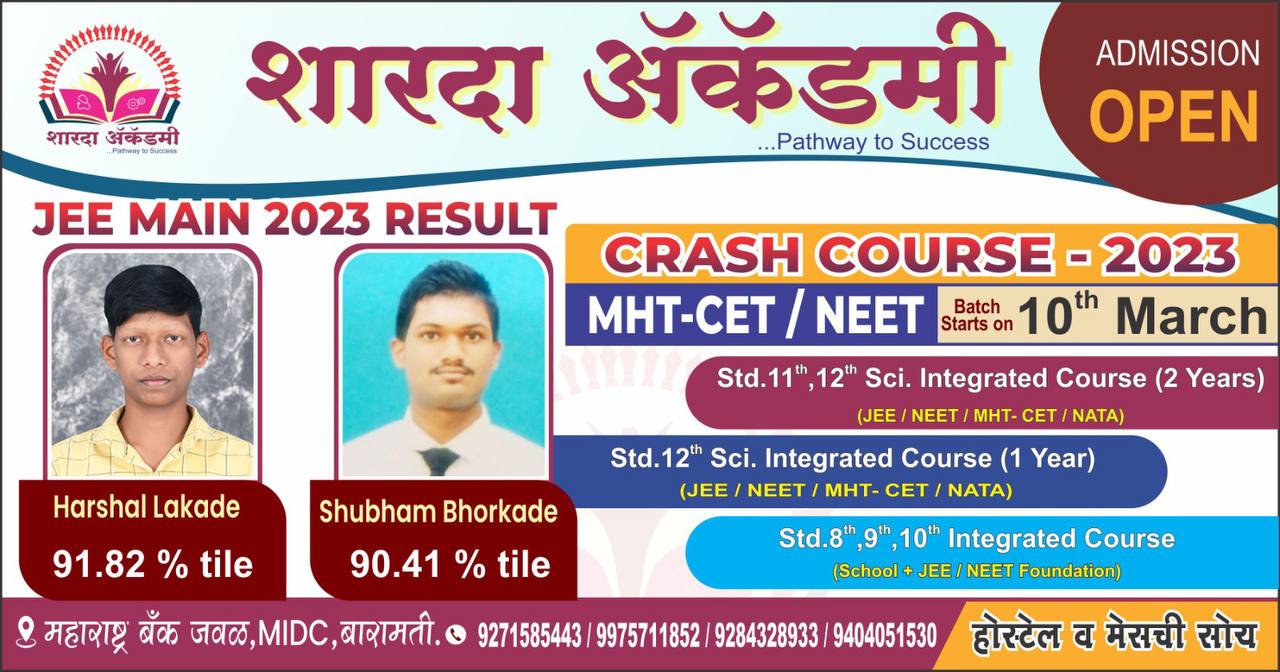 शारदा ॲकॅडमी
...Pathway to Success
शारदा ॲकॅडमी
...Pathway to Success
ADMISSION
OPEN
JEE MAIN 2023 RESULT
Harshal Lakade
91.82 % tile
Shubham Bhorkade
90.41 % tile
CRASH COURSE - 2023
MHT-CET / NEET Batch Starts on 10th March
Std.11th,12th Sci. Integrated Course (2 Years)
(JEE / NEET / MHT- CET / NATA)
Std.12th Sci. Integrated Course (1 Year)
(JEE / NEET / MHT- CET / NATA)
Std.8th,9th,10th Integrated Course
(School + JEE / NEET Foundation)
महाराष्ट्र बँक जवळ,MIDC,बारामती. 9271585443 / 9975711852 / 9284328933 / 9404051530
होस्टेल व मेसची सोय